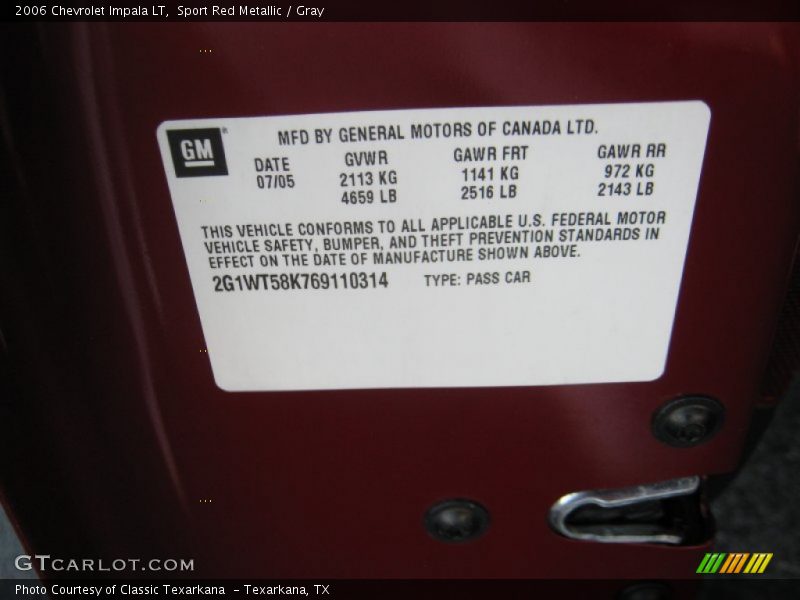 2006 Chevrolet Impala LT, Sport Red Metallic / Gray
GM
MFD BY GENERAL MOTORS OF CANADA LTD.
DATE GVWR GAWR FRT GAWR RR
07/05 2113 KG 1141 KG 972 KG
4659 LB 2516 LB 2143 LB
THIS VEHICLE CONFORMS TO ALL APPLICABLE U.S. FEDERAL MOTOR
VEHICLE SAFETY, BUMPER, AND THEFT PREVENTION STANDARDS IN
EFFECT ON THE DATE OF MANUFACTURE SHOWN ABOVE.
2G1WT58K769110314 TYPE: PASS CAR
GTCARLOT.COM
Photo Courtesy of Classic Texarkana - Texarkana, TX